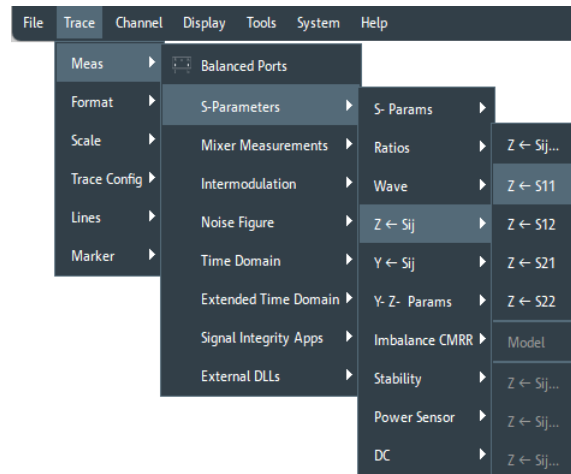 File Trace Channel Display Tools System Help
Meas
Format
Scale
Trace Config
Lines
Marker
Balanced Ports
S-Parameters
Mixer Measurements
Intermodulation
Noise Figure
Time Domain
Extended Time Domain
Signal Integrity Apps
External DLLs
S- Params
Ratios
Wave
Z ← Sij
Y ← Sij
Y- Z- Params
Imbalance CMRR
Stability
Power Sensor
DC
Z ← Sij...
Z ← S11
Z ← S12
Z ← S21
Z ← S22
Model
Z ← Sij...
Z ← Sij...
Z ← Sij...